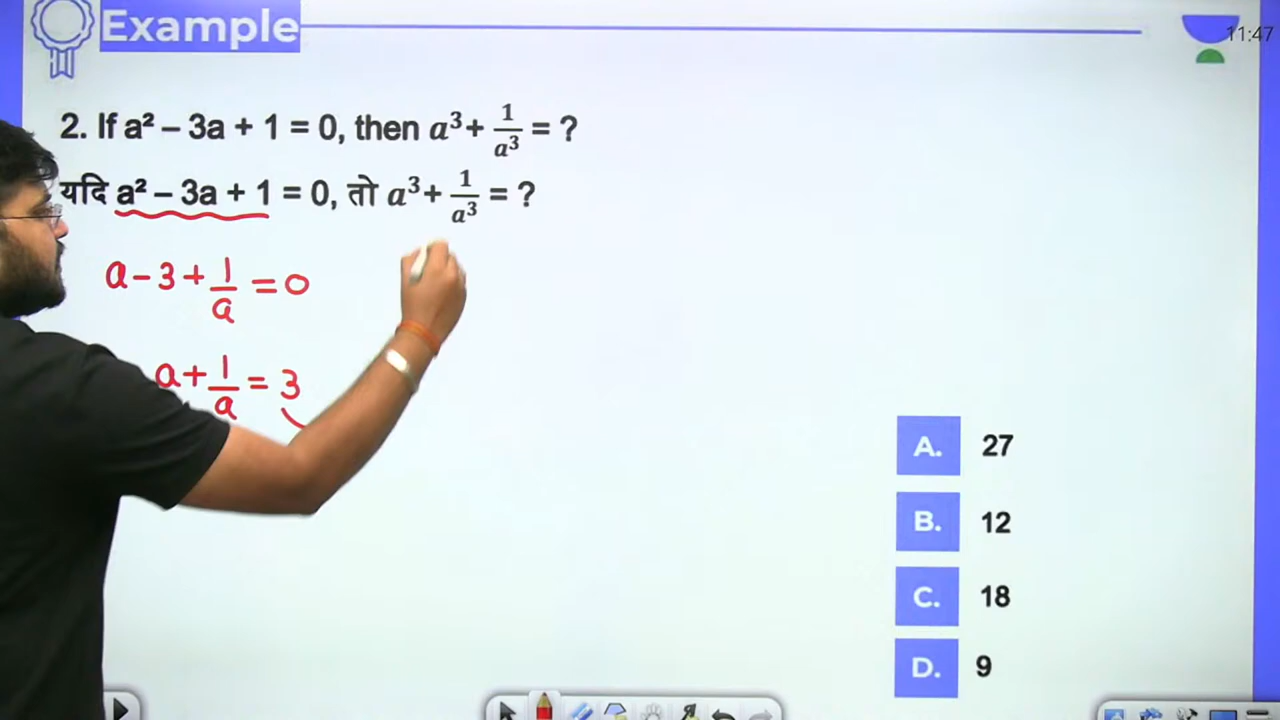 Example
11:47
2. If a² – 3a + 1 = 0, then a³+ 1/a³ = ?
यदि a² – 3a + 1 = 0, तो a³+ 1/a³ = ?
a – 3 + 1/a = 0
a + 1/a = 3
A. 27
B. 12
C. 18
D. 9